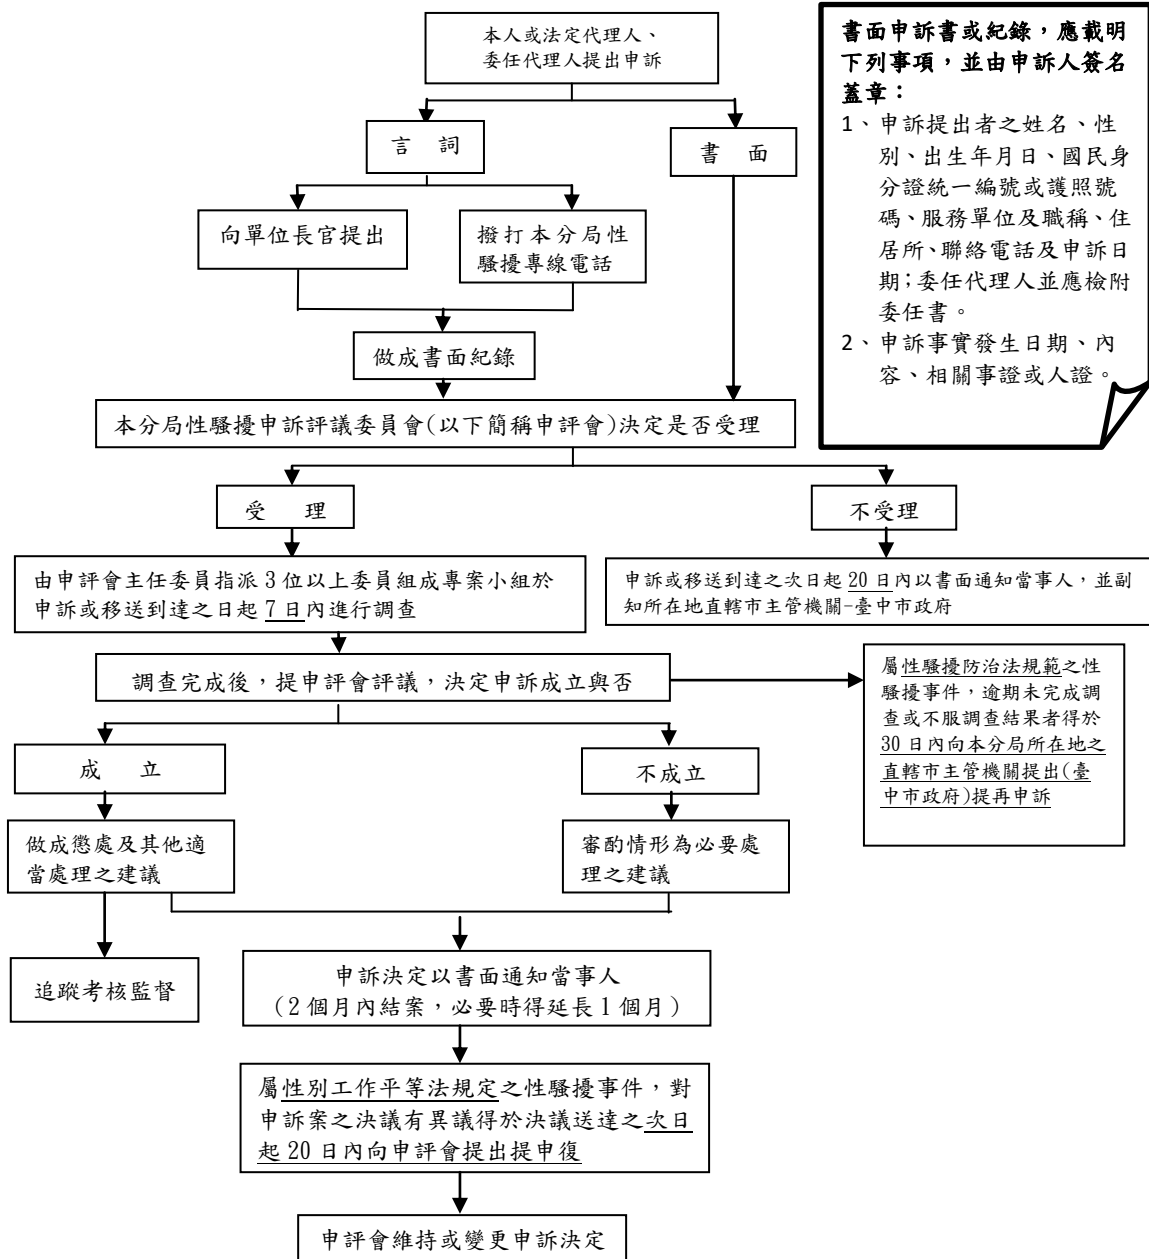 本人或法定代理人、
委任代理人提出申訴
言 詞
書 面
向單位長官提出
撥打本分局性
騷擾專線電話
做成書面紀錄
本分局性騷擾申訴評議委員會(以下簡稱申評會)決定是否受理
書面申訴書或紀錄，應載明
下列事項，並由申訴人簽名
蓋章：
1、申訴提出者之姓名、性
別、出生年月日、國民身
分證統一編號或護照號
碼、服務單位及職稱、住
居所、聯絡電話及申訴日
期;委任代理人並應檢附
委任書。
2、申訴事實發生日期、內
容、相關事證或人證。
受 理
不受理
由申評會主任委員指派 3 位以上委員組成專案小組於
申訴或移送到達之日起 7 日內進行調查
申訴或移送到達之次日起 20 日內以書面通知當事人，並副
知所在地直轄市主管機關-臺中市政府
調查完成後，提申評會評議，決定申訴成立與否
屬性騷擾防治法規範之性
騷擾事件，逾期未完成調
查或不服調查結果者得於
30 日內向本分局所在地之
直轄市主管機關提出(臺
中市政府)提再申訴
成 立
不成立
做成懲處及其他適
當處理之建議
審酌情形為必要處
理之建議
追蹤考核監督
申訴決定以書面通知當事人
（2 個月內結案，必要時得延長 1 個月）
屬性別工作平等法規定之性騷擾事件，對
申訴案之決議有異議得於決議送達之次日
起 20 日內向申評會提出提申復
申評會維持或變更申訴決定